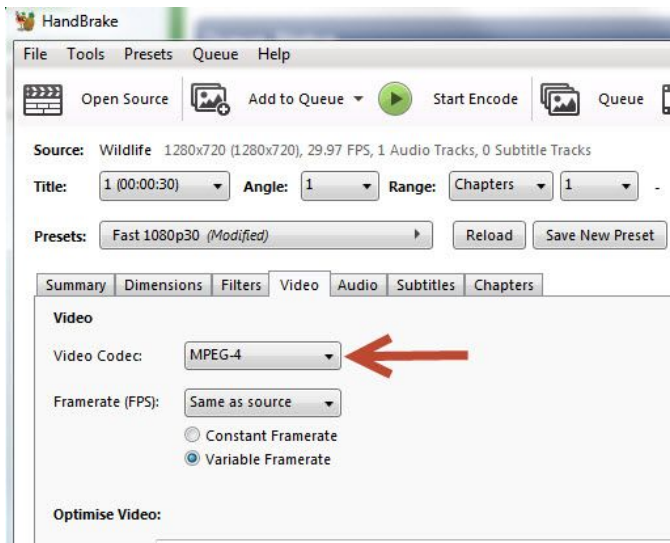 HandBrake
File Tools Presets Queue Help
Open Source Add to Queue Start Encode Queue
Source: Wildlife 1280x720 (1280x720), 29.97 FPS, 1 Audio Tracks, 0 Subtitle Tracks
Title: 1 (00:00:30) Angle: 1 Range: Chapters 1 -
Presets: Fast 1080p30 (Modified) Reload Save New Preset
Summary Dimensions Filters Video Audio Subtitles Chapters
Video
Video Codec: MPEG-4
Framerate (FPS): Same as source
Constant Framerate
Variable Framerate
Optimise Video: